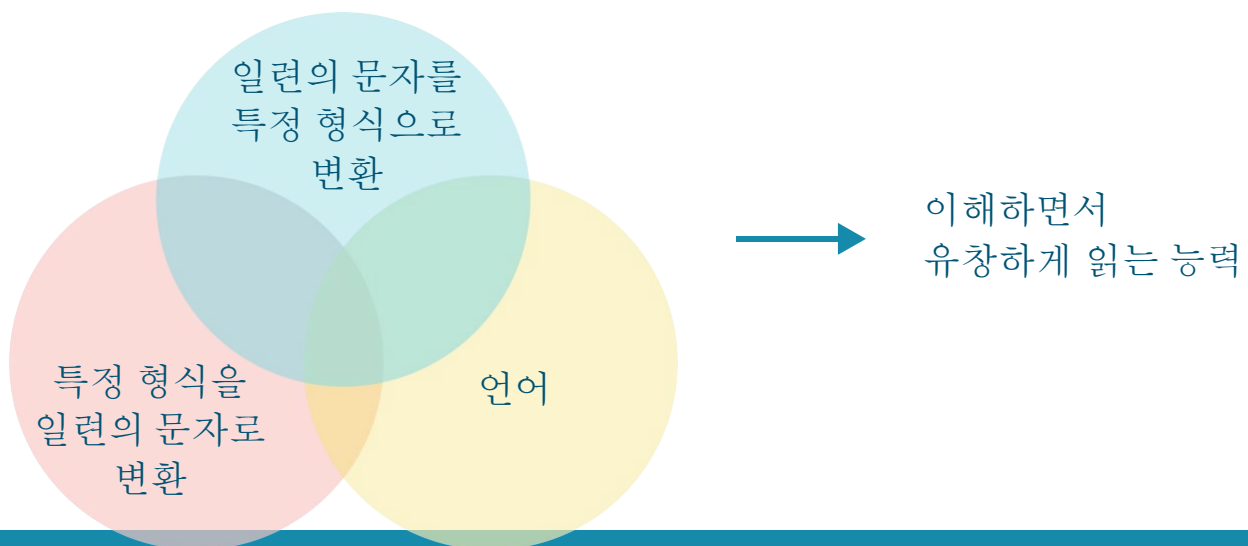 일련의 문자를
특정 형식으로
변환
특정 형식을
일련의 문자로
변환
언어
이해하면서
유창하게 읽는 능력